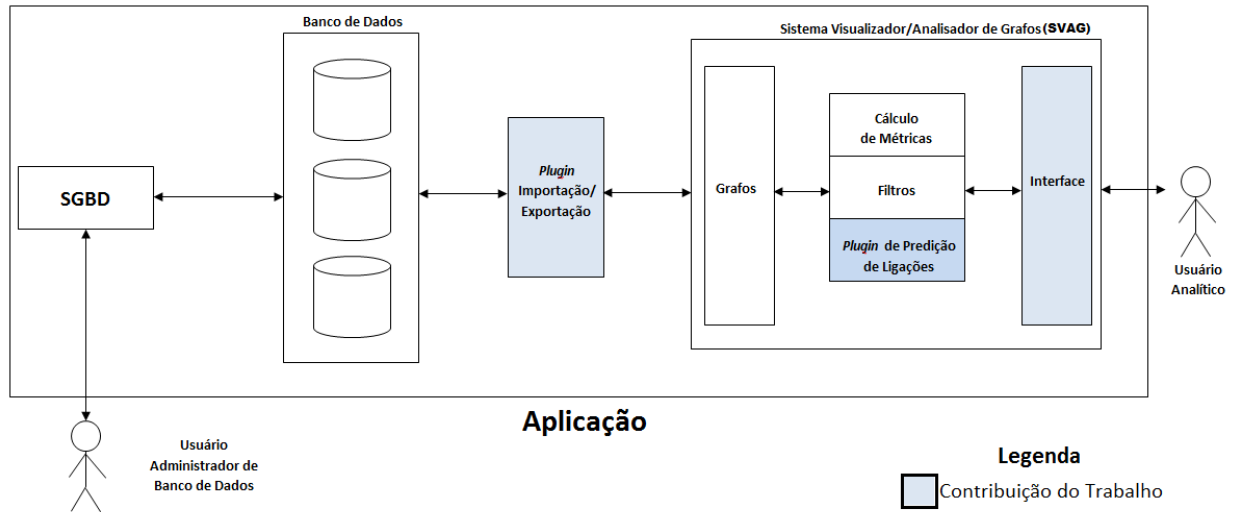 Banco de Dados
Sistema Visualizador/Analisador de Grafos(SVAG)
SGBD
Plugin
Importação/
Exportação
Grafos
Cálculo
de Métricas
Filtros
Plugin de Predição
de Ligações
Interface
Usuário
Analítico
Aplicação
Usuário
Administrador de
Banco de Dados
Legenda
Contribuição do Trabalho